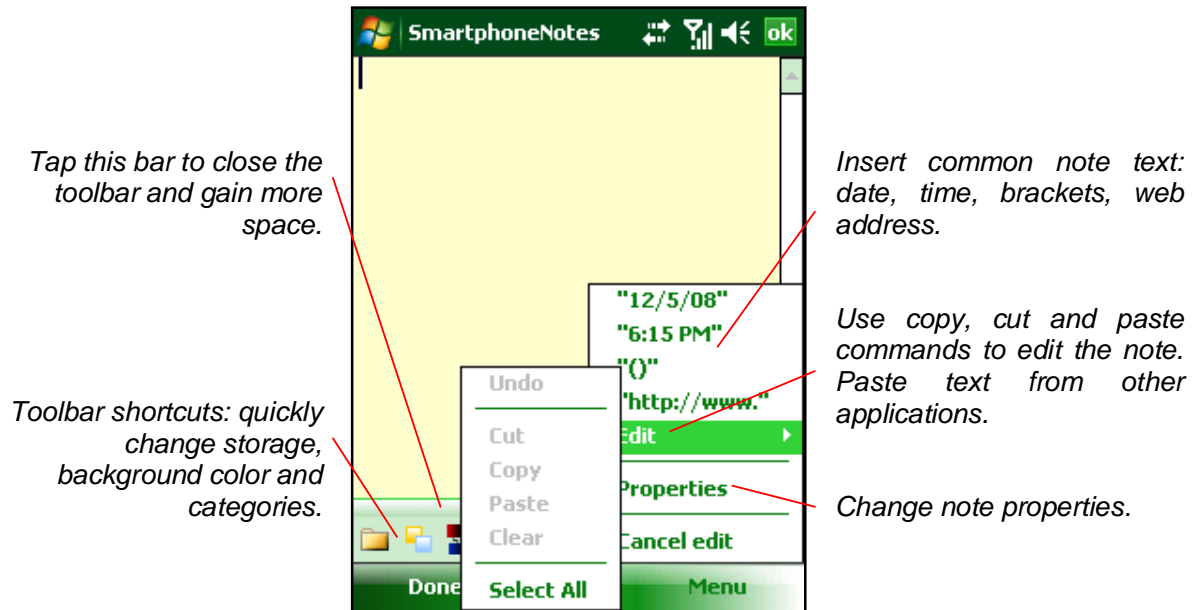 SmartphoneNotes
ok
Tap this bar to close the
toolbar and gain more
space.
Toolbar shortcuts: quickly
change storage,
background color and
categories.
"12/5/08"
"6:15 PM"
"()"
"http://www."
Edit
Properties
Cancel edit
Undo
Cut
Copy
Paste
Clear
Select All
Done
Menu
Insert common note text:
date, time, brackets, web
address.
Use copy, cut and paste
commands to edit the note.
Paste text from other
applications.
Change note properties.